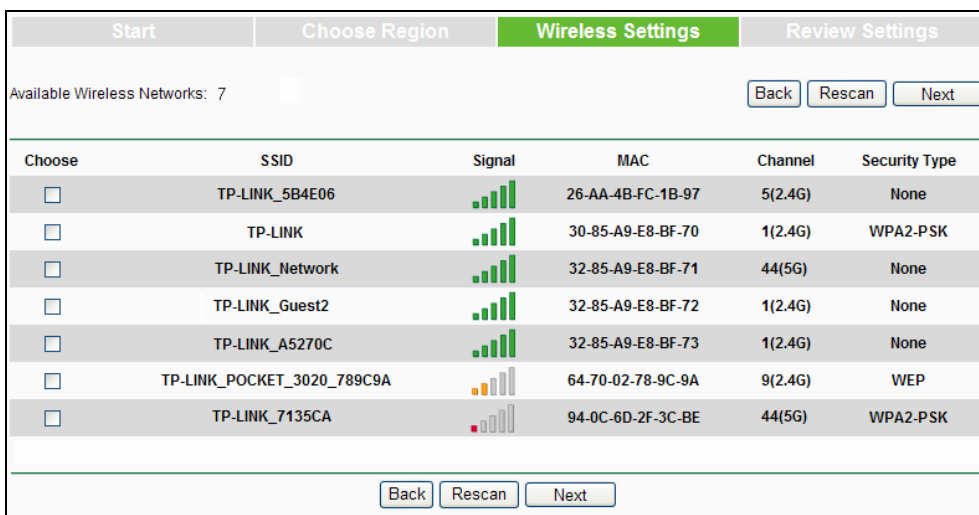 Start Choose Region Wireless Settings Review Settings
Available Wireless Networks: 7 Back Rescan Next
Choose SSID Signal MAC Channel Security Type
TP-LINK_5B4E06 26-AA-4B-FC-1B-97 5(2.4G) None
TP-LINK 30-85-A9-E8-BF-70 1(2.4G) WPA2-PSK
TP-LINK_Network 32-85-A9-E8-BF-71 44(5G) None
TP-LINK_Guest2 32-85-A9-E8-BF-72 1(2.4G) None
TP-LINK_A5270C 32-85-A9-E8-BF-73 1(2.4G) None
TP-LINK_POCKET_3020_789C9A 64-70-02-78-9C-9A 9(2.4G) WEP
TP-LINK_7135CA 94-0C-6D-2F-3C-BE 44(5G) WPA2-PSK
Back Rescan Next